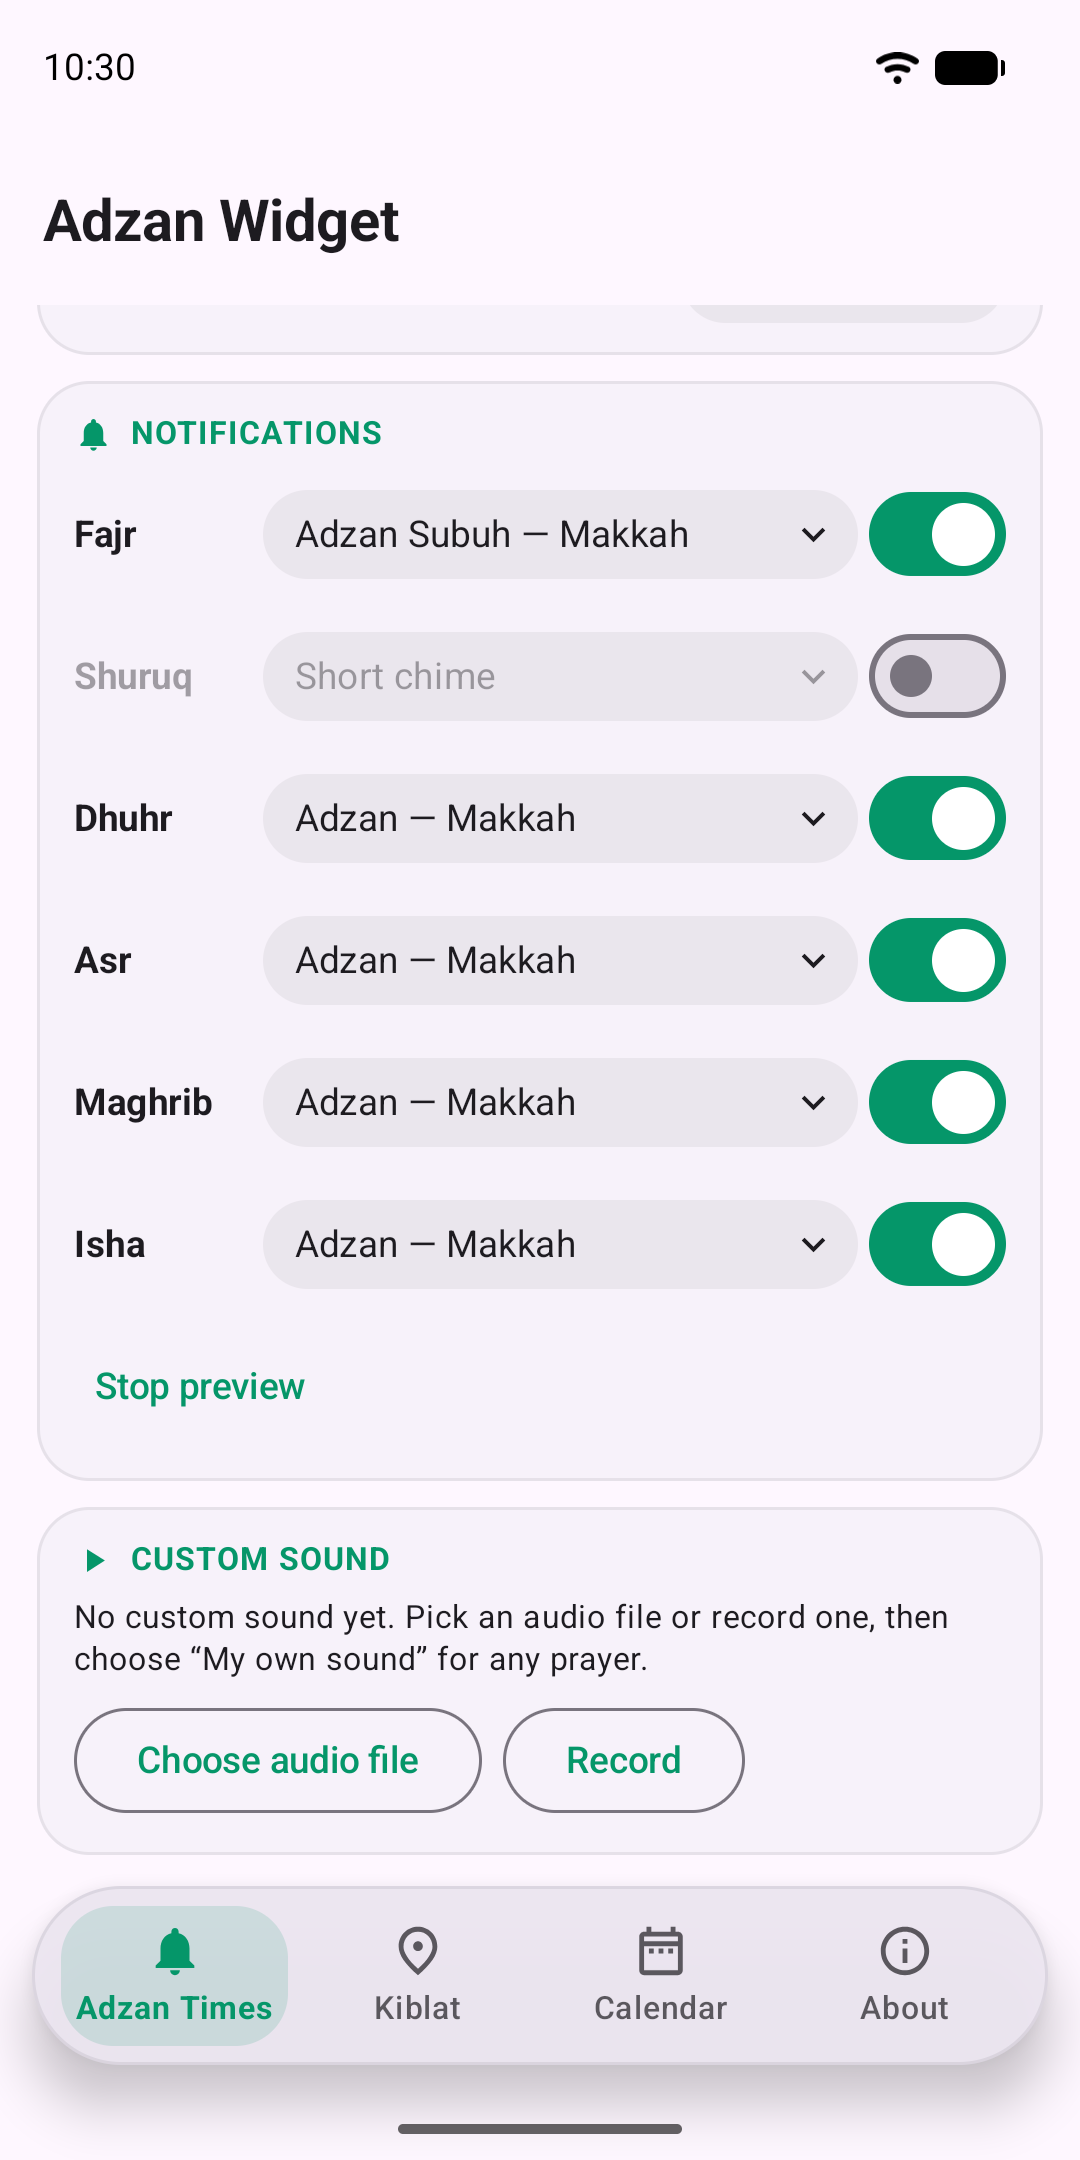 10:30
Adzan Widget
NOTIFICATIONS
Fajr
Adzan Subuh — Makkah
Shuruq
Short chime
Dhuhr
Adzan — Makkah
Asr
Adzan — Makkah
Maghrib
Adzan — Makkah
Isha
Adzan — Makkah
Stop preview
CUSTOM SOUND
No custom sound yet. Pick an audio file or record one, then
choose “My own sound” for any prayer.
Choose audio file
Record
Adzan Times
Kiblat
Calendar
About